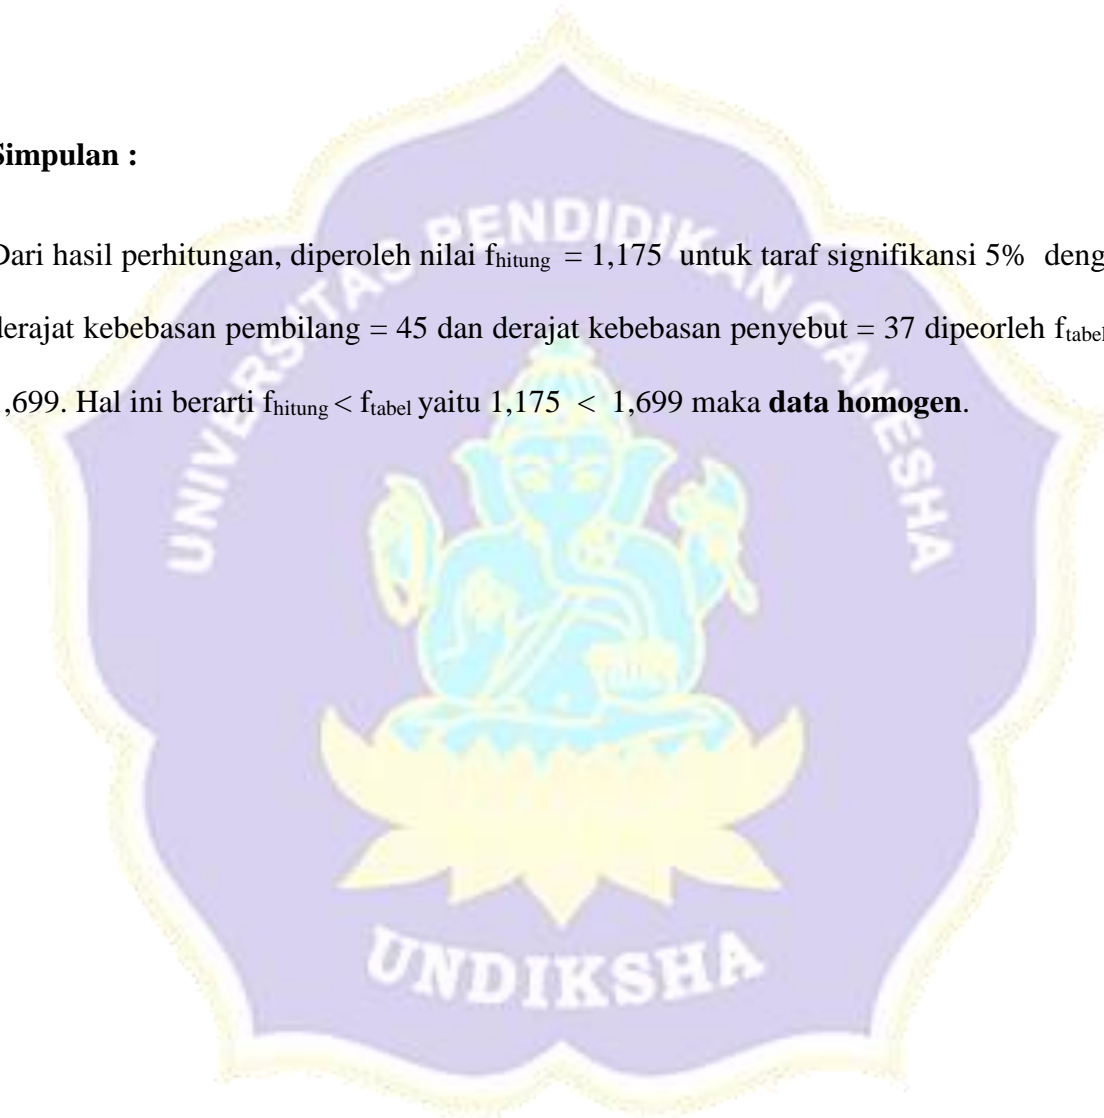 Simpulan :
Dari hasil perhitungan, diperoleh nilai fhitung = 1,175 untuk taraf signifikansi 5% deng
derajat kebebasan pembilang = 45 dan derajat kebebasan penyebut = 37 dipeorleh ftabel
1,699. Hal ini berarti fhitung < ftabel yaitu 1,175 < 1,699 maka data homogen.
UNIVERSITAS PENDIDIKAN GANESHA
UNDIKSHA